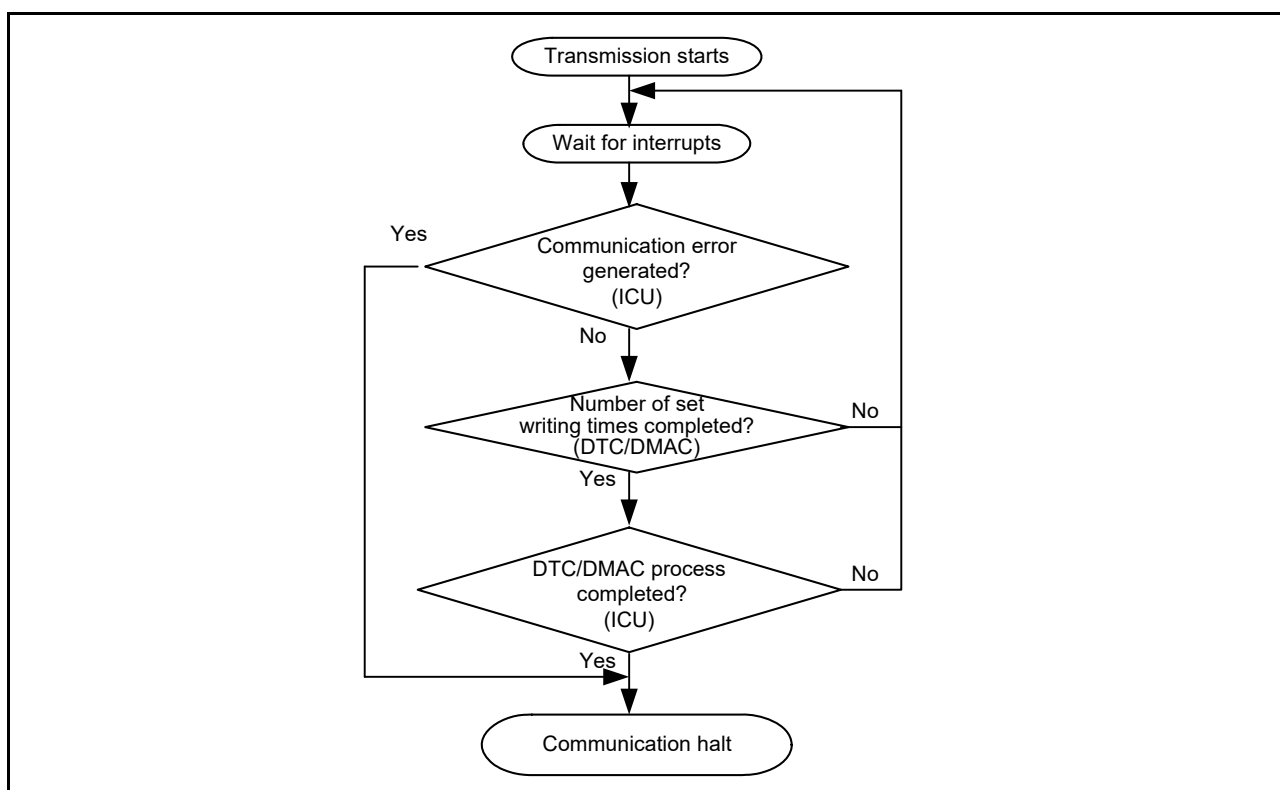 Transmission starts
Wait for interrupts
Yes
Communication error
generated?
(ICU)
No
Number of set
writing times completed?
(DTC/DMAC)
No
Yes
DTC/DMAC process
completed?
(ICU)
No
Yes
Communication halt